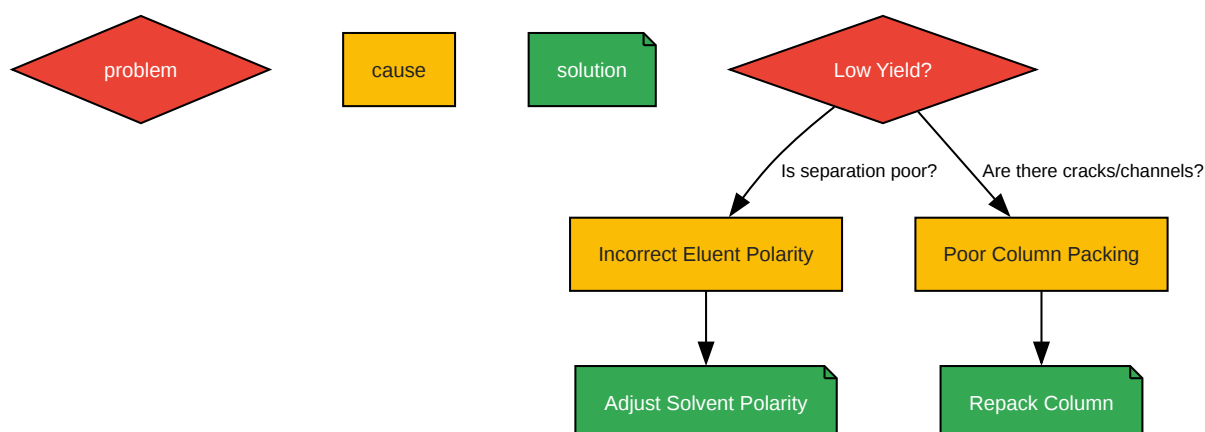 problem
cause
solution
Low Yield?
Is separation poor?
Are there cracks/channels?
Incorrect Eluent Polarity
Poor Column Packing
Adjust Solvent Polarity
Repack Column